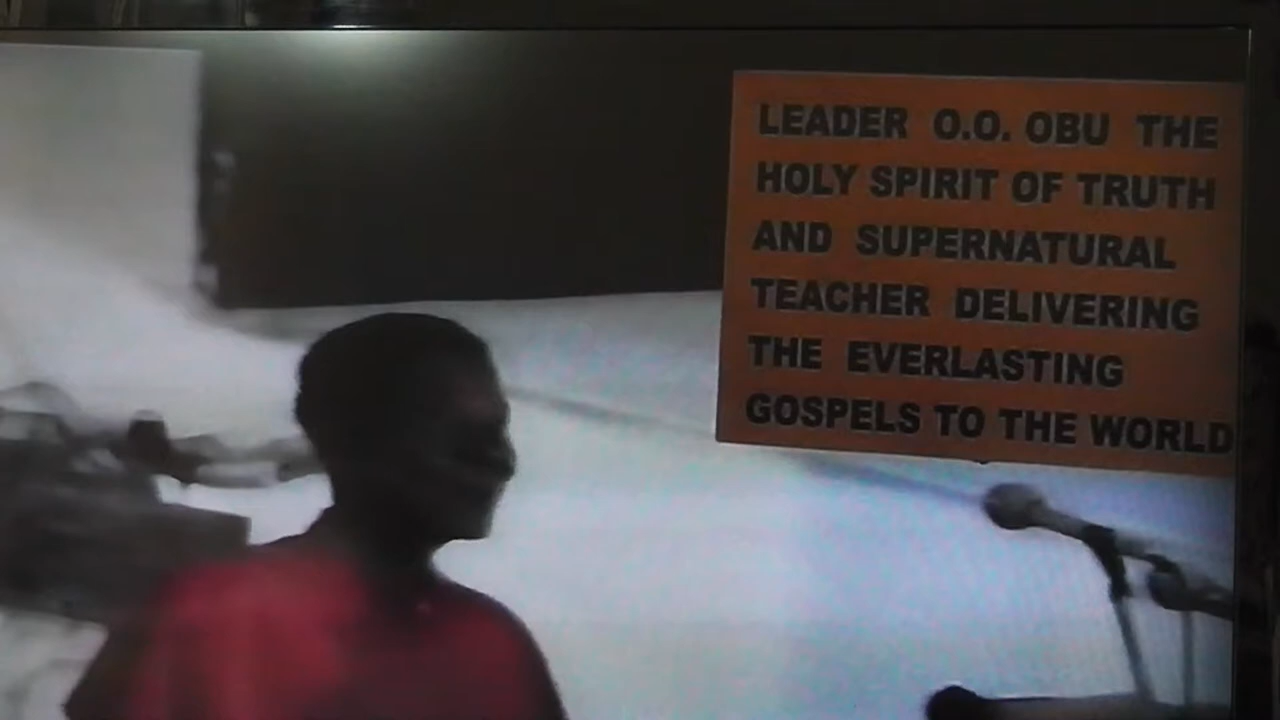 LEADER O.O. OBU THE
HOLY SPIRIT OF TRUTH
AND SUPERNATURAL
TEACHER DELIVERING
THE EVERLASTING
GOSPELS TO THE WORLD